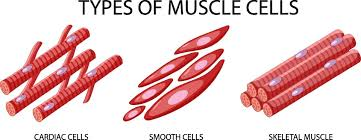 TYPES OF MUSCLE CELLS
CARDIAC CELLS
SMOOTH CELLS
SKELETAL MUSCLE